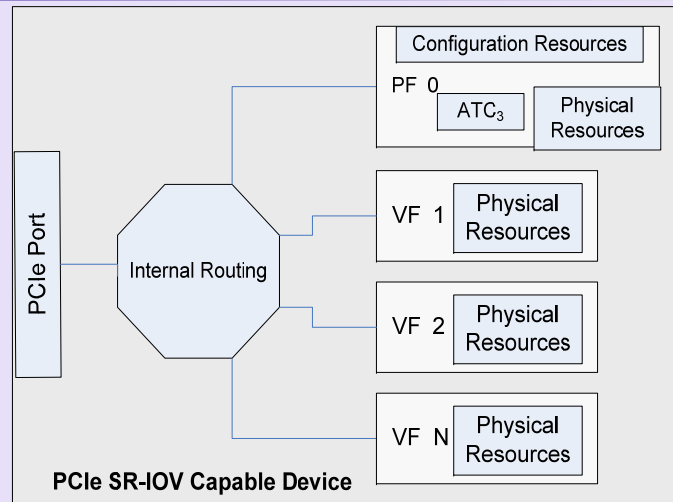 Configuration Resources
PF 0
ATC₃
Physical
Resources
PCIe Port
Internal Routing
VF 1
Physical
Resources
VF 2
Physical
Resources
VF N
Physical
Resources
PCIe SR-IOV Capable Device